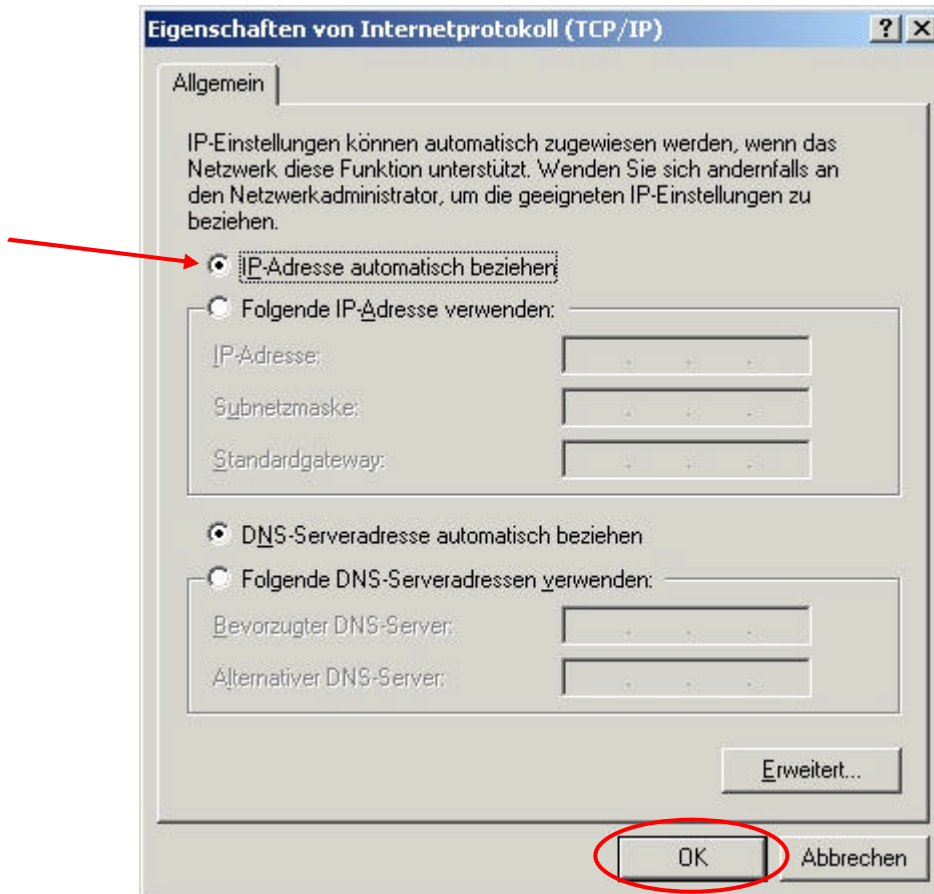 Eigenschaften von Internetprotokoll (TCP/IP)
Allgemein
IP-Einstellungen können automatisch zugewiesen werden, wenn das
Netzwerk diese Funktion unterstützt. Wenden Sie sich andernfalls an
den Netzwerkadministrator, um die geeigneten IP-Einstellungen zu
beziehen.
IP-Adresse automatisch beziehen
Folgende IP-Adresse verwenden:
IP-Adresse:
Subnetzmaske:
Standardgateway:
DNS-Serveradresse automatisch beziehen
Folgende DNS-Serveradressen verwenden:
Bevorzugter DNS-Server:
Alternativer DNS-Server:
Erweitert...
OK
Abbrechen